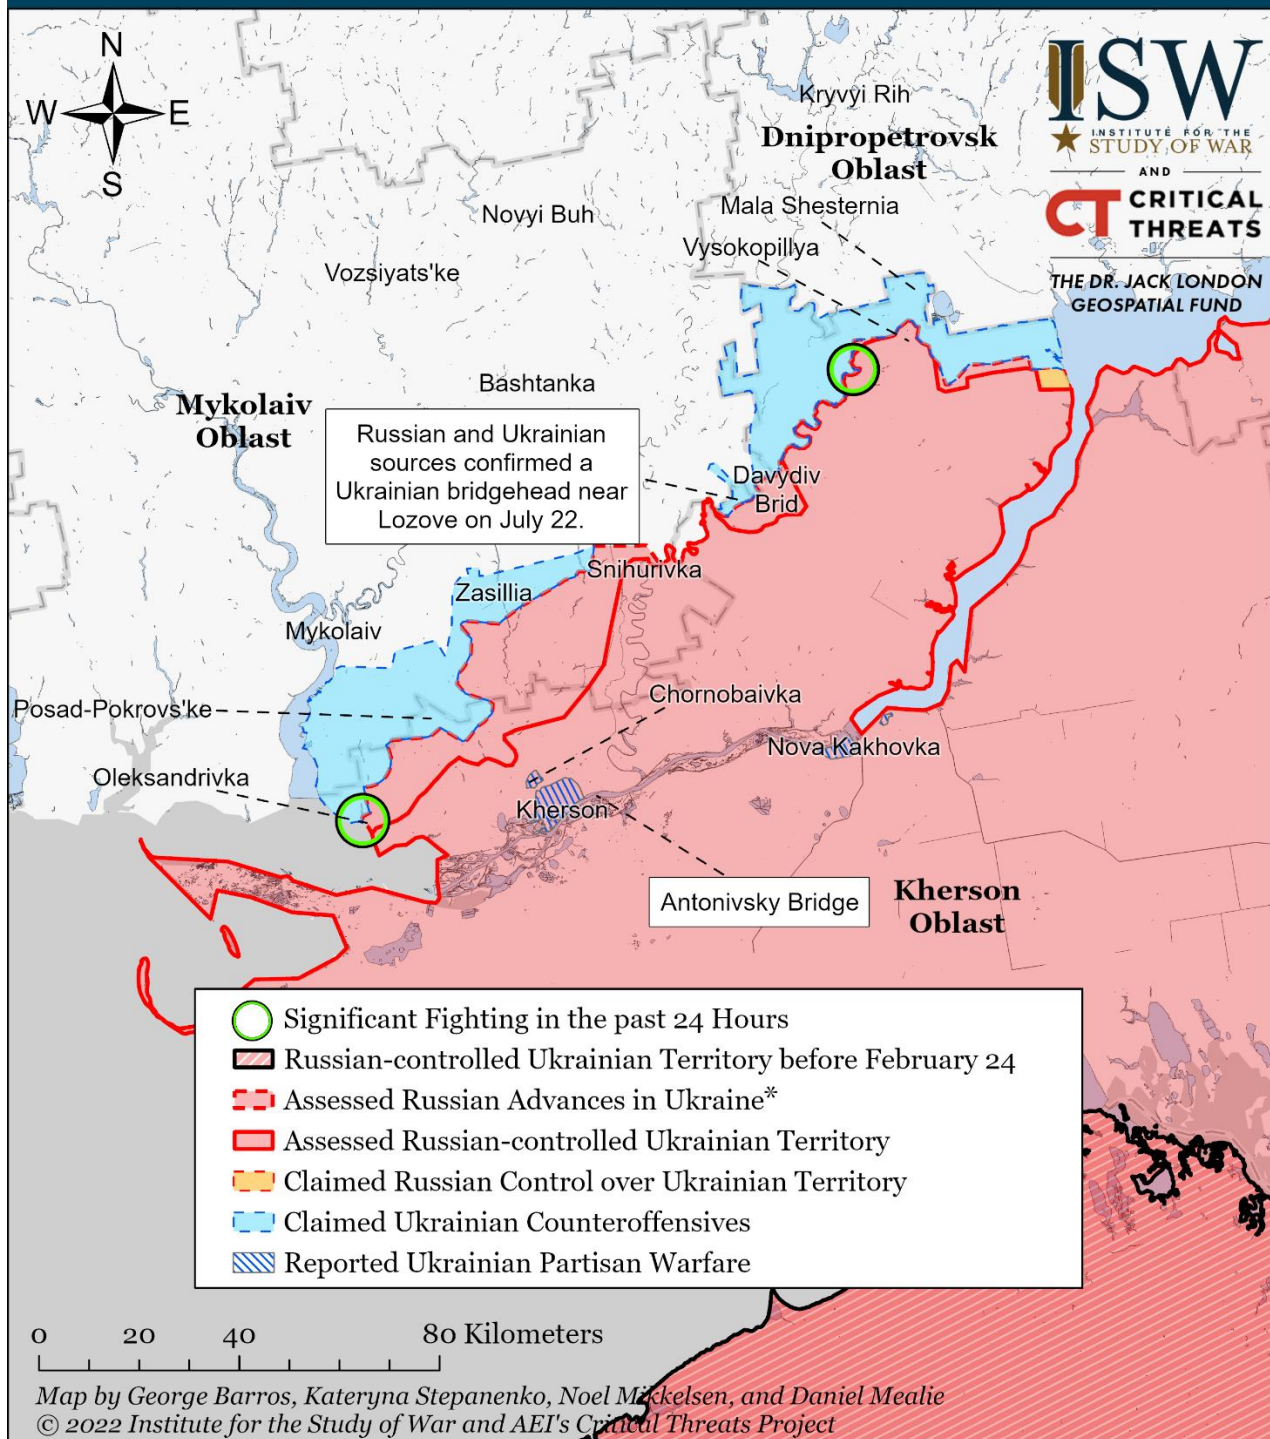 N
W
E
S
ISW
INSTITUTE FOR THE
STUDY OF WAR
AND
CT CRITICAL
THREATS
THE DR. JACK LONDON
GEOSPATIAL FUND
Kryvyi Rih
Dnipropetrovsk
Oblast
Mala Shesternia
Novyi Buh
Vysokopillya
Vozsiyats'ke
Bashtanka
Mykolaiv
Oblast
Russian and Ukrainian
sources confirmed a
Ukrainian bridgehead near
Lozove on July 22.
Davydiv
Brid
Snihurivka
Zasillia
Mykolaiv
Chornobaivka
Posad-Pokrovs'ke
Nova Kakhovka
Oleksandrivka
Kherson
Antonivsky Bridge
Kherson
Oblast
Significant Fighting in the past 24 Hours
Russian-controlled Ukrainian Territory before February 24
Assessed Russian Advances in Ukraine*
Assessed Russian-controlled Ukrainian Territory
Claimed Russian Control over Ukrainian Territory
Claimed Ukrainian Counteroffensives
Reported Ukrainian Partisan Warfare
0 20 40 80 Kilometers
Map by George Barros, Kateryna Stepanenko, Noel Mikkelsen, and Daniel Mealie
© 2022 Institute for the Study of War and AEI's Critical Threats Project